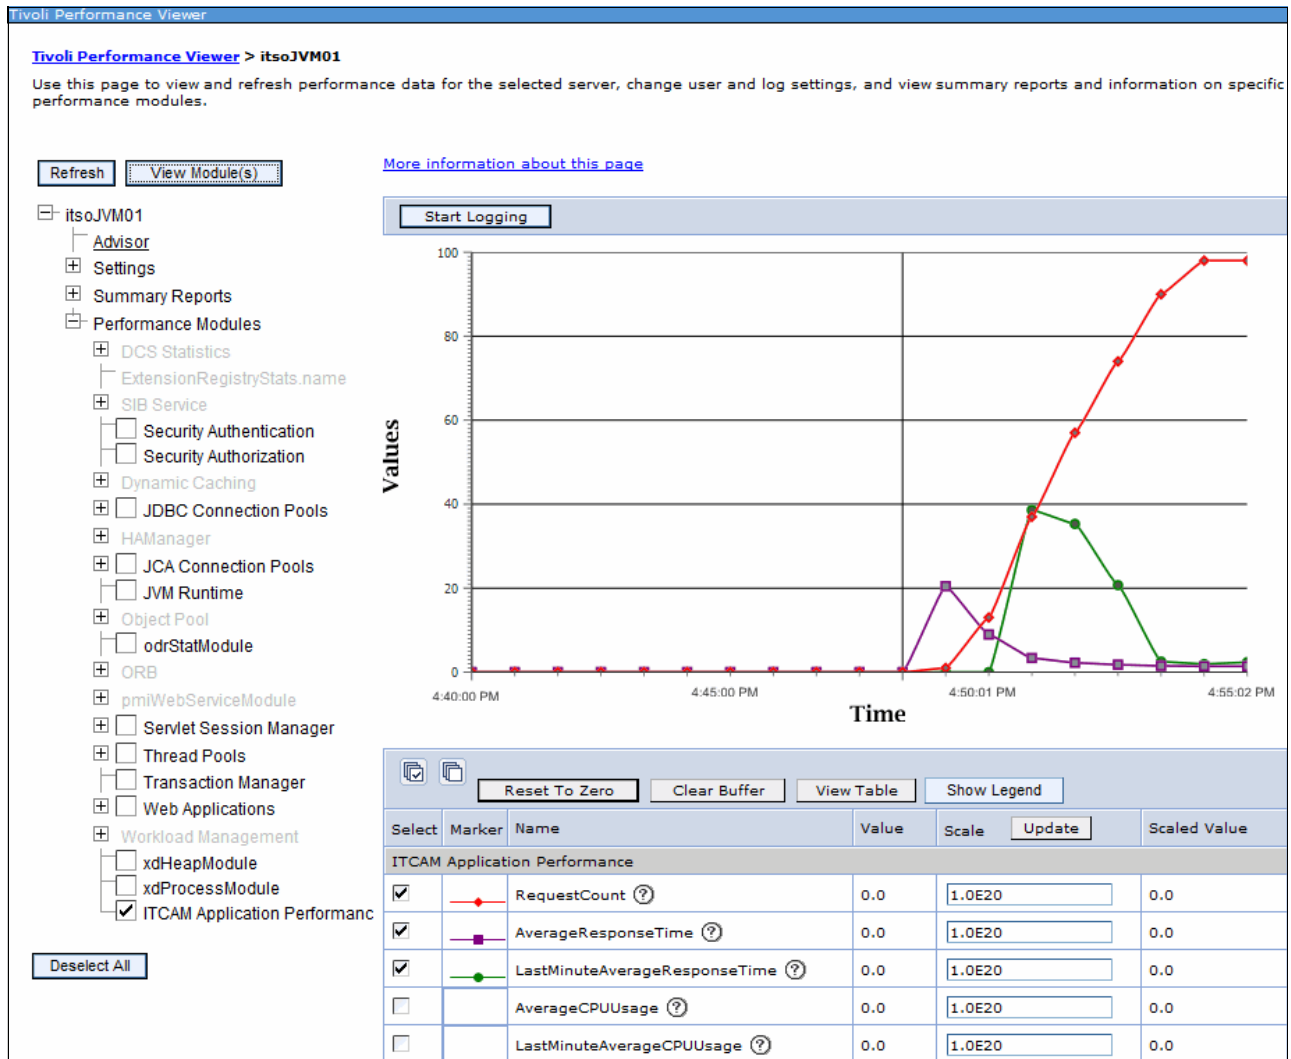 Tivoli Performance Viewer
Tivoli Performance Viewer > itsoJVM01
Use this page to view and refresh performance data for the selected server, change user and log settings, and view summary reports and information on specific
performance modules.
Refresh View Module(s)
More information about this page
itsoJVM01
Advisor
Settings
Summary Reports
Performance Modules
DCS Statistics
ExtensionRegistryStats.name
SIB Service
Security Authentication
Security Authorization
Dynamic Caching
JDBC Connection Pools
HAManager
JCA Connection Pools
JVM Runtime
Object Pool
odrStatModule
ORB
pmiWebServiceModule
Servlet Session Manager
Thread Pools
Transaction Manager
Web Applications
Workload Management
xdHeapModule
xdProcessModule
ITCAM Application Performanc
Deselect All
Start Logging
100
80
60
40
20
0
Values
4:40:00 PM 4:45:00 PM 4:50:01 PM 4:55:02 PM
Time
Reset To Zero Clear Buffer View Table Show Legend
Select Marker Name Value Scale Update Scaled Value
ITCAM Application Performance
RequestCount ? 0.0 1.0E20 0.0
AverageResponseTime ? 0.0 1.0E20 0.0
LastMinuteAverageResponseTime ? 0.0 1.0E20 0.0
AverageCPUUsage ? 0.0 1.0E20 0.0
LastMinuteAverageCPUUsage ? 0.0 1.0E20 0.0